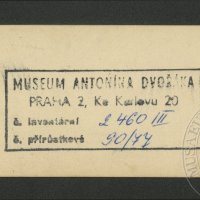 MUSEUM ANTONÍNA DVOŘÁKA
PRAHA 2, Ke Karlovu 20
č. inventární 2 460 III
č. přírůstkové 90/77